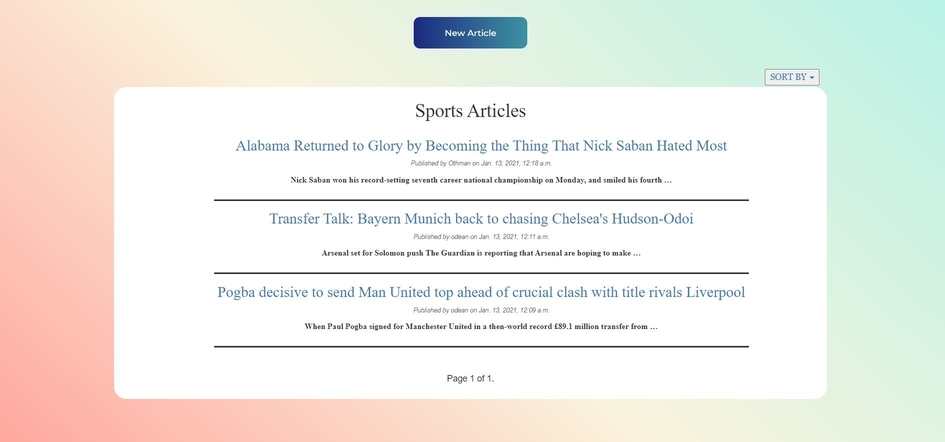 New Article
SORT BY
Sports Articles
Alabama Returned to Glory by Becoming the Thing That Nick Saban Hated Most
Published by Othman on Jan. 13, 2021, 12:18 a.m.
Nick Saban won his record-setting seventh career national championship on Monday, and smiled his fourth …
Transfer Talk: Bayern Munich back to chasing Chelsea's Hudson-Odoi
Published by odean on Jan. 13, 2021, 12:11 a.m.
Arsenal set for Solomon push The Guardian is reporting that Arsenal are hoping to make …
Pogba decisive to send Man United top ahead of crucial clash with title rivals Liverpool
Published by odean on Jan. 13, 2021, 12:09 a.m.
When Paul Pogba signed for Manchester United in a then-world record £89.1 million transfer from …
Page 1 of 1.